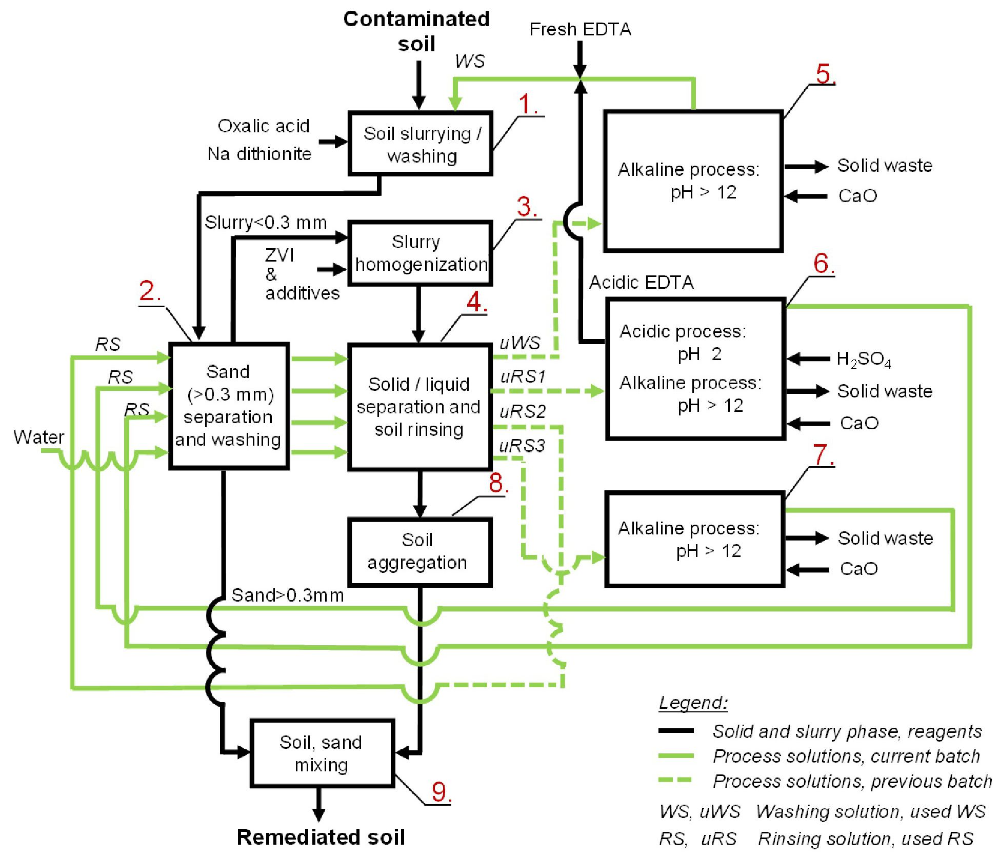 Contaminated
soil
Fresh EDTA
WS
5.
1.
Oxalic acid
Na dithionite
Soil slurrying /
washing
Alkaline process:
pH > 12
Solid waste
CaO
3.
Slurry<0.3 mm
ZVI
&
additives
Slurry
homogenization
6.
Acidic EDTA
2.
4.
RS
RS
RS
Water
Sand
(>0.3 mm)
separation
and washing
Solid / liquid
separation and
soil rinsing
uWS
uRS1
uRS2
uRS3
Acidic process:
pH 2
Alkaline process:
pH > 12
H2SO4
Solid waste
CaO
7.
8.
Soil
aggregation
Alkaline process:
pH > 12
Solid waste
CaO
Sand>0.3mm
Soil, sand
mixing
9.
Remediated soil
Legend:
Solid and slurry phase, reagents
Process solutions, current batch
Process solutions, previous batch
WS, uWS Washing solution, used WS
RS, uRS Rinsing solution, used RS